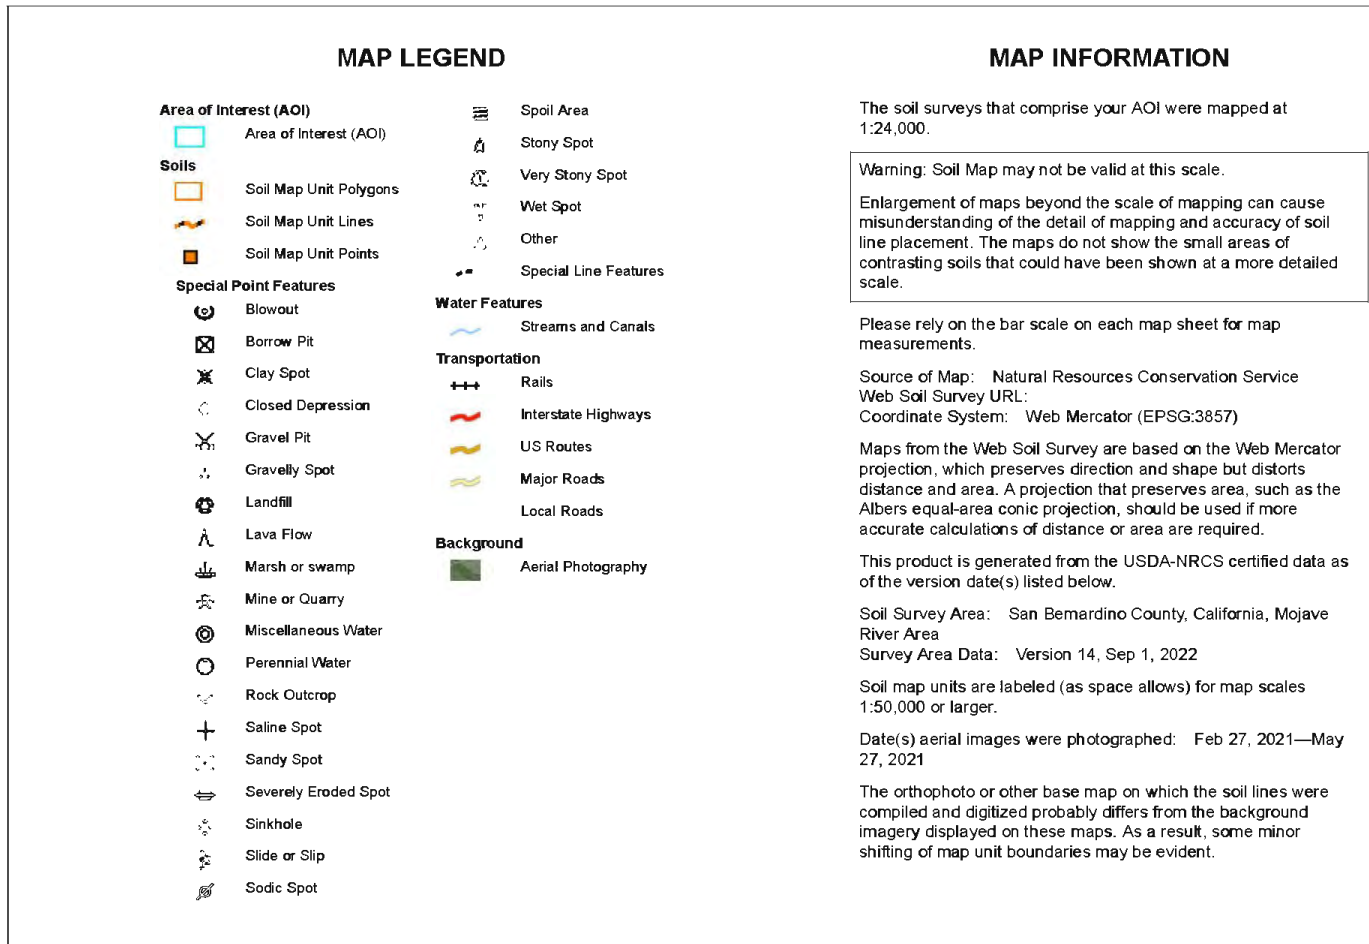 MAP LEGEND
Area of Interest (AOI)
Area of Interest (AOI)
Soils
Soil Map Unit Polygons
Soil Map Unit Lines
Soil Map Unit Points
Special Point Features
Blowout
Borrow Pit
Clay Spot
Closed Depression
Gravel Pit
Gravelly Spot
Landfill
Lava Flow
Marsh or swamp
Mine or Quarry
Miscellaneous Water
Perennial Water
Rock Outcrop
Saline Spot
Sandy Spot
Severely Eroded Spot
Sinkhole
Slide or Slip
Sodic Spot
Spoil Area
Stony Spot
Very Stony Spot
Wet Spot
Other
Special Line Features
Water Features
Streams and Canals
Transportation
Rails
Interstate Highways
US Routes
Major Roads
Local Roads
Background
Aerial Photography
MAP INFORMATION
The soil surveys that comprise your AOI were mapped at
1:24,000.
Warning: Soil Map may not be valid at this scale.
Enlargement of maps beyond the scale of mapping can cause
misunderstanding of the detail of mapping and accuracy of soil
line placement. The maps do not show the small areas of
contrasting soils that could have been shown at a more detailed
scale.
Please rely on the bar scale on each map sheet for map
measurements.
Source of Map: Natural Resources Conservation Service
Web Soil Survey URL:
Coordinate System: Web Mercator (EPSG:3857)
Maps from the Web Soil Survey are based on the Web Mercator
projection, which preserves direction and shape but distorts
distance and area. A projection that preserves area, such as the
Albers equal-area conic projection, should be used if more
accurate calculations of distance or area are required.
This product is generated from the USDA-NRCS certified data as
of the version date(s) listed below.
Soil Survey Area: San Bernardino County, California, Mojave
River Area
Survey Area Data: Version 14, Sep 1, 2022
Soil map units are labeled (as space allows) for map scales
1:50,000 or larger.
Date(s) aerial images were photographed: Feb 27, 2021—May
27, 2021
The orthophoto or other base map on which the soil lines were
compiled and digitized probably differs from the background
imagery displayed on these maps. As a result, some minor
shifting of map unit boundaries may be evident.